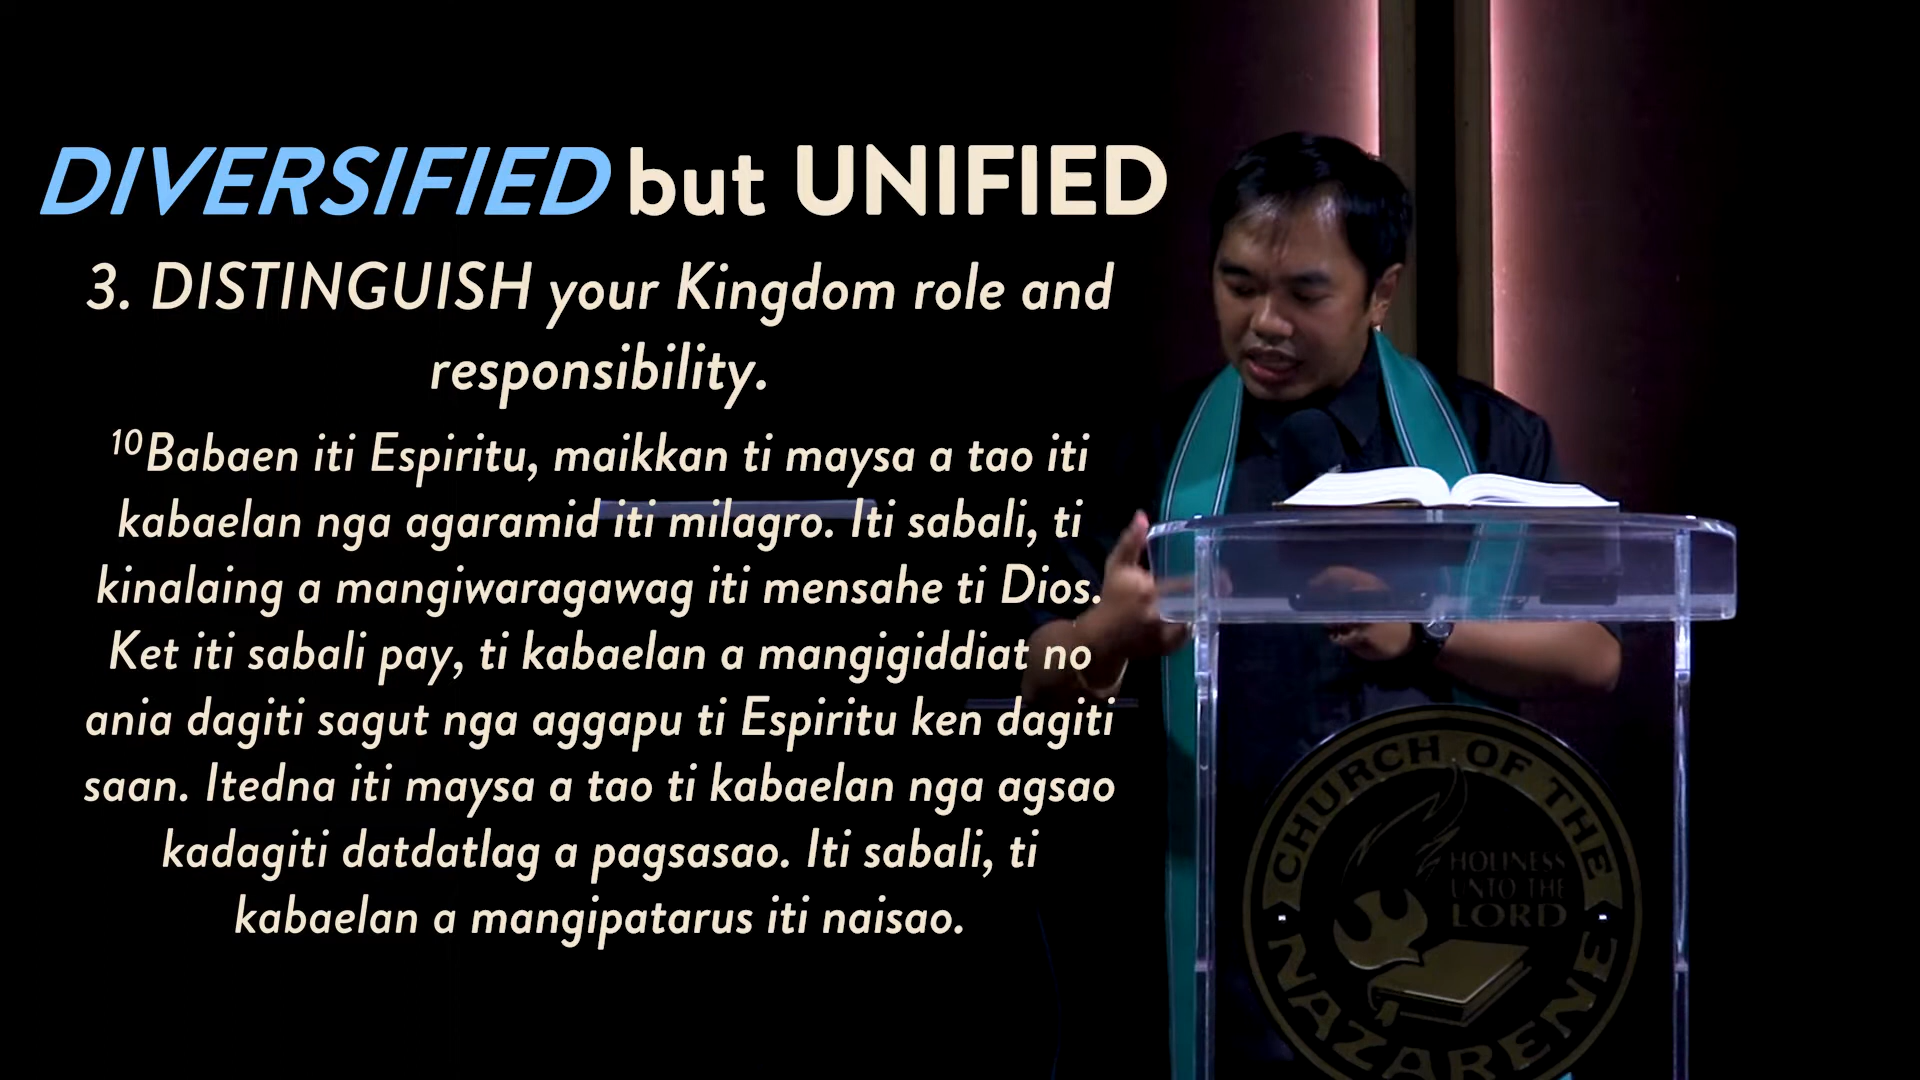 DIVERSIFIED but UNIFIED
3. DISTINGUISH your Kingdom role and
responsibility.
¹⁰Babaen iti Espiritu, maikkan ti maysa a tao iti
kabaelan nga agaramid iti milagro. Iti sabali, ti
kinalaing a mangiwaragawag iti mensahe ti Dios.
Ket iti sabali pay, ti kabaelan a mangigiddiat no
ania dagiti sagut nga aggapu ti Espiritu ken dagiti
saan. Itedna iti maysa a tao ti kabaelan nga agsao
kadagiti datdatlag a pagsasao. Iti sabali, ti
kabaelan a mangipatarus iti naisao.
CHURCH OF THE
HOLINESS
UNTO THE
LORD
NAZARENE